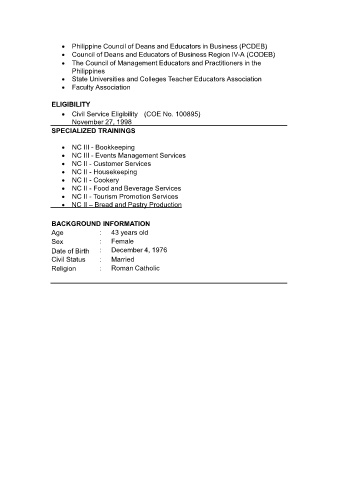 • Philippine Council of Deans and Educators in Business (PCDEB)
• Council of Deans and Educators of Business Region IV-A (CODEB)
• The Council of Management Educators and Practitioners in the
Philippines
• State Universities and Colleges Teacher Educators Association
• Faculty Association
ELIGIBILITY
• Civil Service Eligibility (COE No. 100895)
November 27, 1998
SPECIALIZED TRAININGS
• NC III - Bookkeeping
• NC III - Events Management Services
• NC II - Customer Services
• NC II - Housekeeping
• NC II - Cookery
• NC II - Food and Beverage Services
• NC II - Tourism Promotion Services
• NC II – Bread and Pastry Production
BACKGROUND INFORMATION
Age : 43 years old
Sex : Female
Date of Birth : December 4, 1976
Civil Status : Married
Religion : Roman Catholic